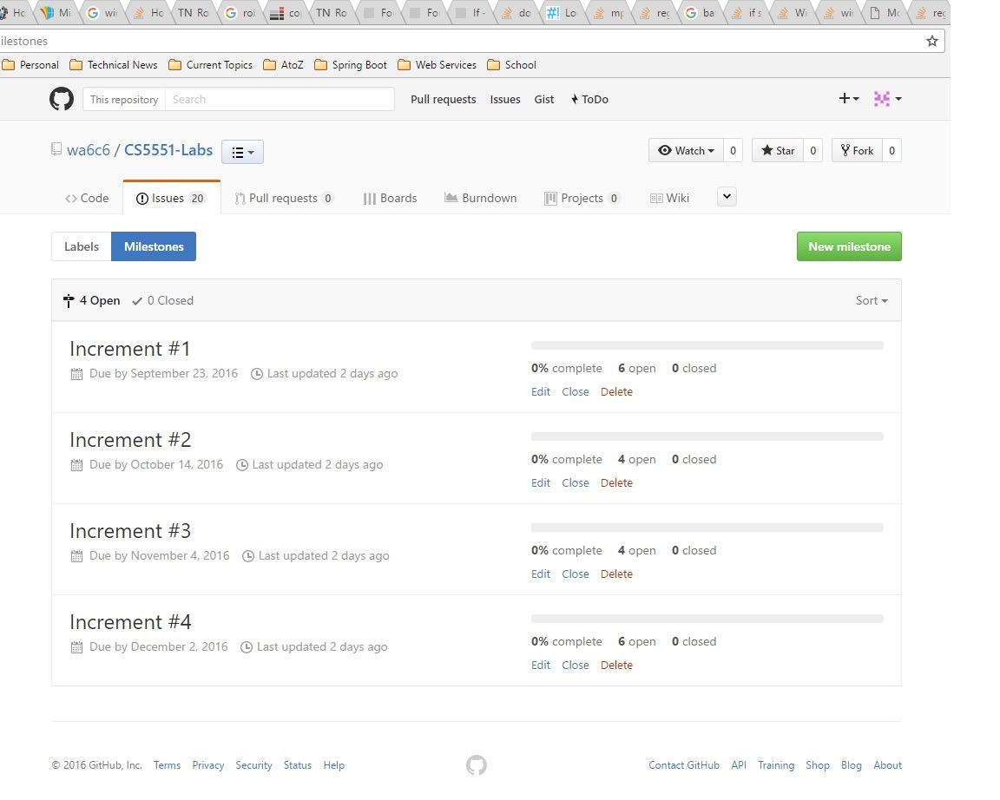 Ho Mi win Ho TN Ro rol cop TN Ro Fo Fo If - do Lo mp reg ba if s Wi win Mc reg
ilestones
Personal Technical News Current Topics AtoZ Spring Boot Web Services School
This repository Search Pull requests Issues Gist ToDo
wa6c6 / CS5551-Labs Watch 0 Star 0 Fork 0
Code Issues 20 Pull requests 0 Boards Burndown Projects 0 Wiki
Labels Milestones New milestone
4 Open 0 Closed Sort
Increment #1
Due by September 23, 2016 Last updated 2 days ago
0% complete 6 open 0 closed
Edit Close Delete
Increment #2
Due by October 14, 2016 Last updated 2 days ago
0% complete 4 open 0 closed
Edit Close Delete
Increment #3
Due by November 4, 2016 Last updated 2 days ago
0% complete 4 open 0 closed
Edit Close Delete
Increment #4
Due by December 2, 2016 Last updated 2 days ago
0% complete 6 open 0 closed
Edit Close Delete
© 2016 GitHub, Inc. Terms Privacy Security Status Help Contact GitHub API Training Shop Blog About